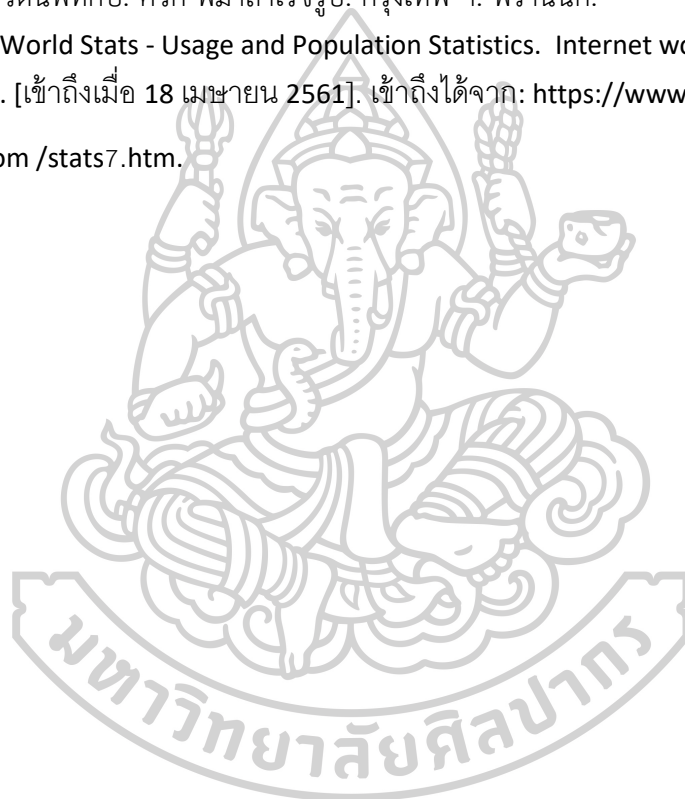 World Stats - Usage and Population Statistics. Internet wo
. [เข้าถึงเมื่อ 18 เมษายน 2561]. เข้าถึงได้จาก: https://www
om /stats7.htm.
มหาวิทยาลัยศิลปากร